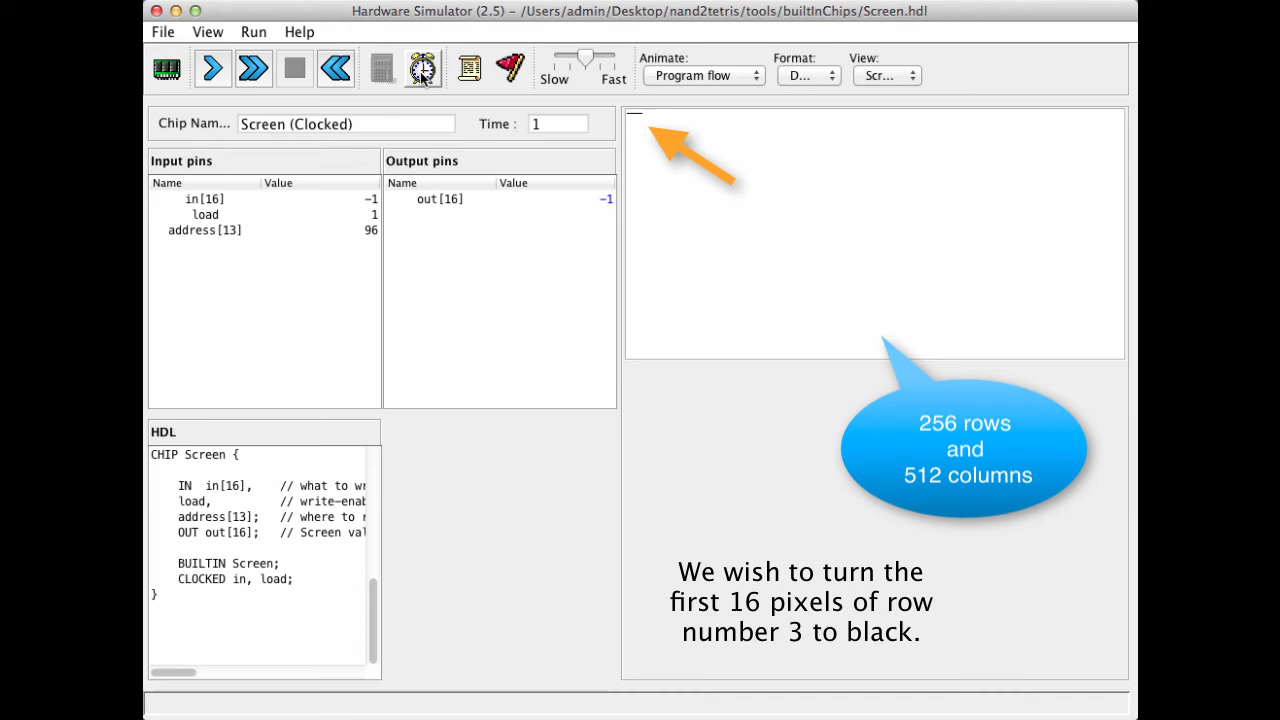 Hardware Simulator (2.5) – /Users/admin/Desktop/nand2tetris/tools/builtInChips/Screen.hdl
File View Run Help
Slow Fast
Animate: Format: View:
Program flow D... Scr...
Chip Nam... Screen (Clocked) Time : 1
Input pins
Name Value
in[16] -1
load 1
address[13] 96
Output pins
Name Value
out[16] -1
256 rows
and
512 columns
HDL
CHIP Screen {
IN in[16], // what to wr
load, // write-enab
address[13]; // where to r
OUT out[16]; // Screen val
BUILTIN Screen;
CLOCKED in, load;
}
We wish to turn the
first 16 pixels of row
number 3 to black.